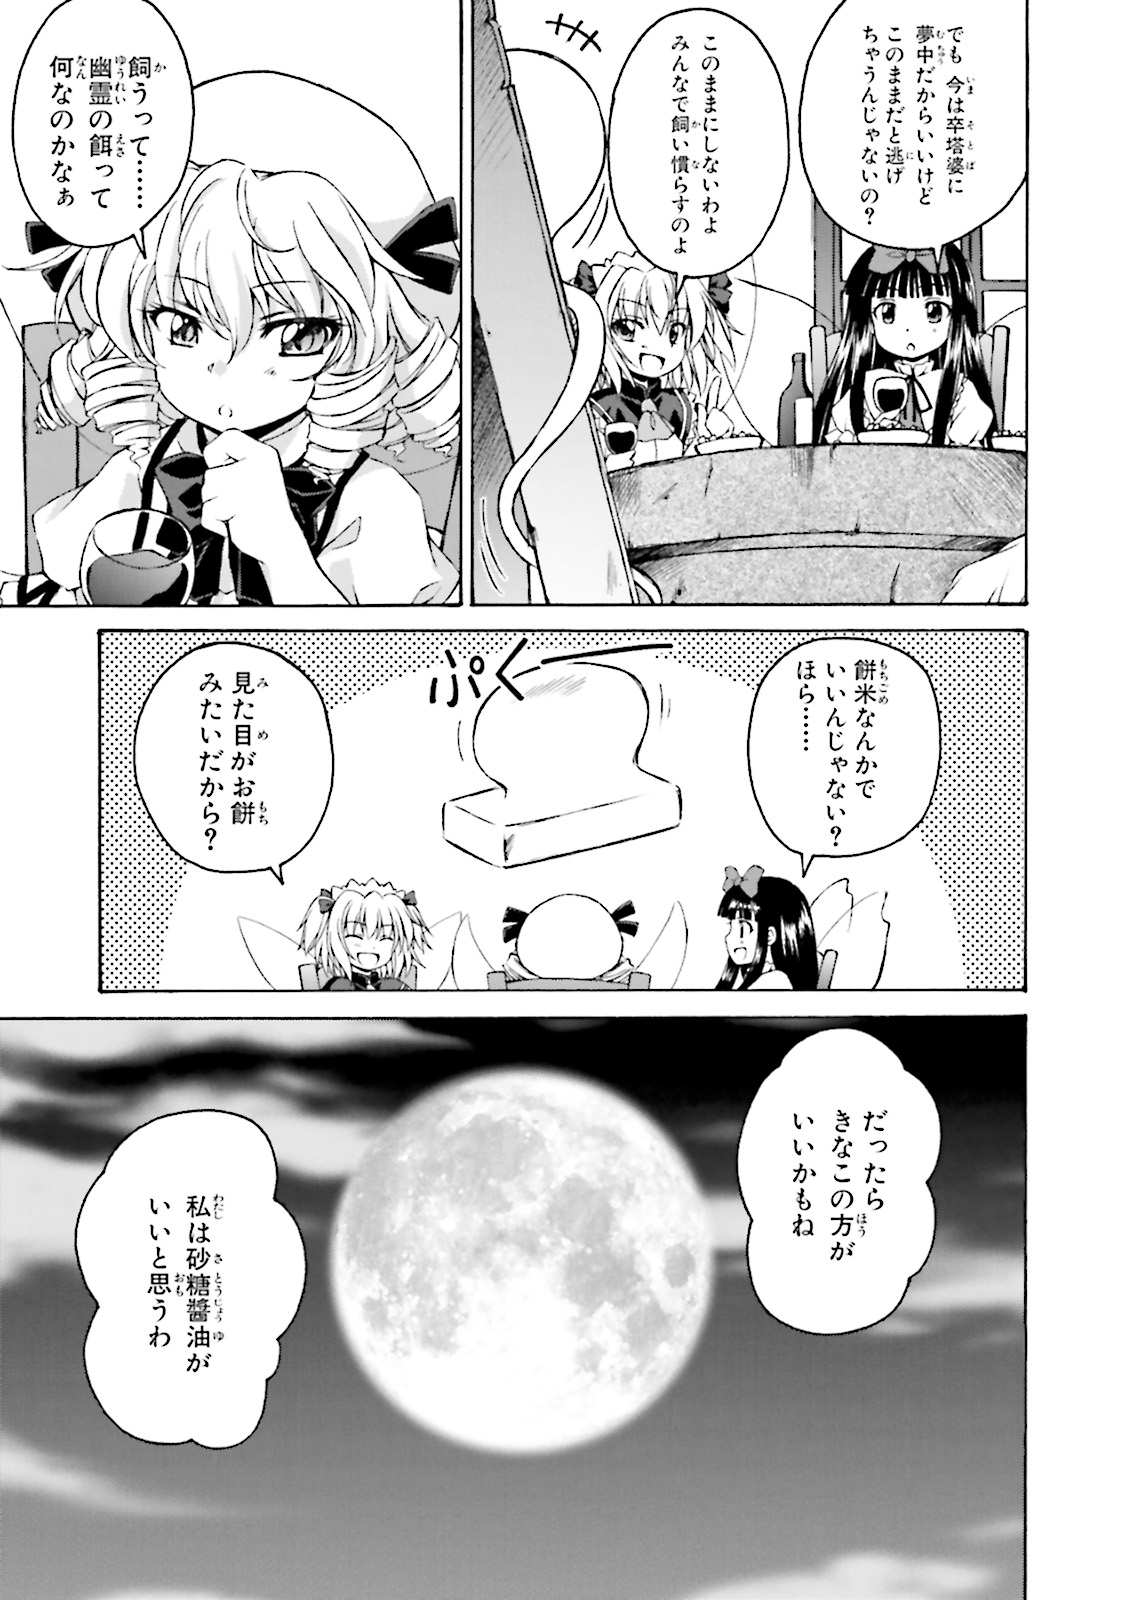 でも 今は卒塔婆に
夢中だからいいけど
このままだと逃げ
ちゃうんじゃないの？
このままにしないわよ
みんなで飼い慣らすのよ
飼うって……
幽霊の餌って
何なのかなぁ
餅米なんかで
いいんじゃない？
ほら……
ぷくー
見た目がお餅
みたいだから？
だったら
きなこの方が
いいかもね
私は砂糖醤油が
いいと思うわ